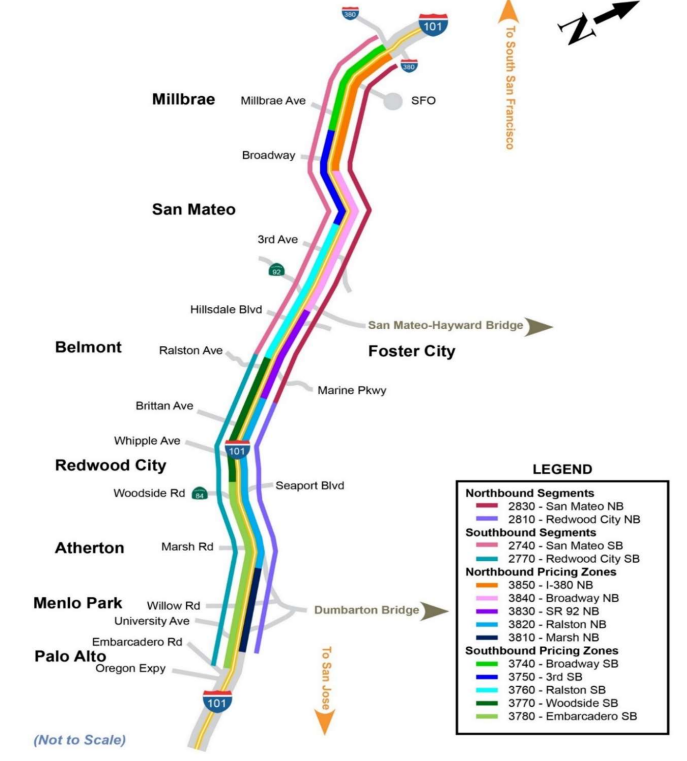 380
101
N
To South San Francisco
380
Millbrae
Millbrae Ave
SFO
Broadway
San Mateo
3rd Ave
92
Hillsdale Blvd
San Mateo-Hayward Bridge
Belmont
Ralston Ave
Foster City
Marine Pkwy
Brittan Ave
Whipple Ave
101
Redwood City
Woodside Rd
84
Seaport Blvd
Atherton
Marsh Rd
Menlo Park
Willow Rd
Dumbarton Bridge
University Ave
Embarcadero Rd
Palo Alto
Oregon Expy
To San Jose
101
(Not to Scale)
LEGEND
Northbound Segments
2830 - San Mateo NB
2810 - Redwood City NB
Southbound Segments
2740 - San Mateo SB
2770 - Redwood City SB
Northbound Pricing Zones
3850 - I-380 NB
3840 - Broadway NB
3830 - SR 92 NB
3820 - Ralston NB
3810 - Marsh NB
Southbound Pricing Zones
3740 - Broadway SB
3750 - 3rd SB
3760 - Ralston SB
3770 - Woodside SB
3780 - Embarcadero SB